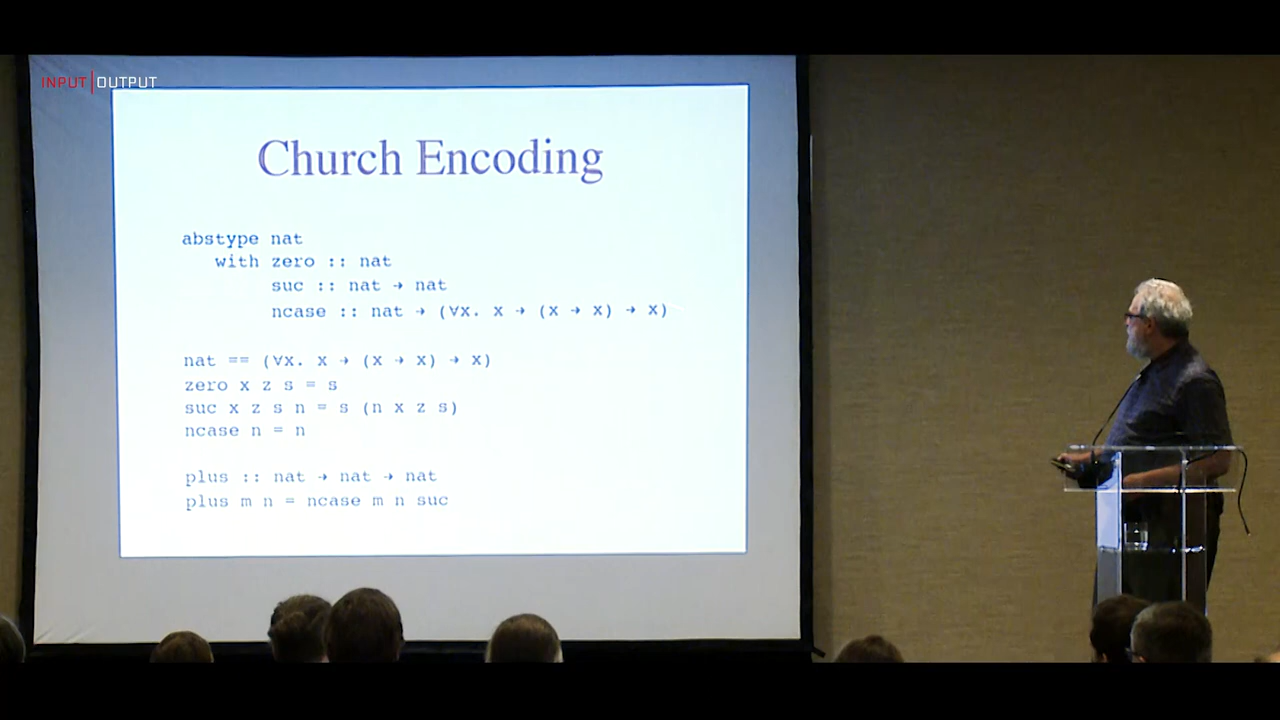 INPUT|OUTPUT
Church Encoding
abstype nat
with zero :: nat
suc :: nat → nat
ncase :: nat → (∀x. x → (x → x) → x)
nat == (∀x. x → (x → x) → x)
zero x z s = s
suc x z s n = s (n x z s)
ncase n = n
plus :: nat → nat → nat
plus m n = ncase m n suc